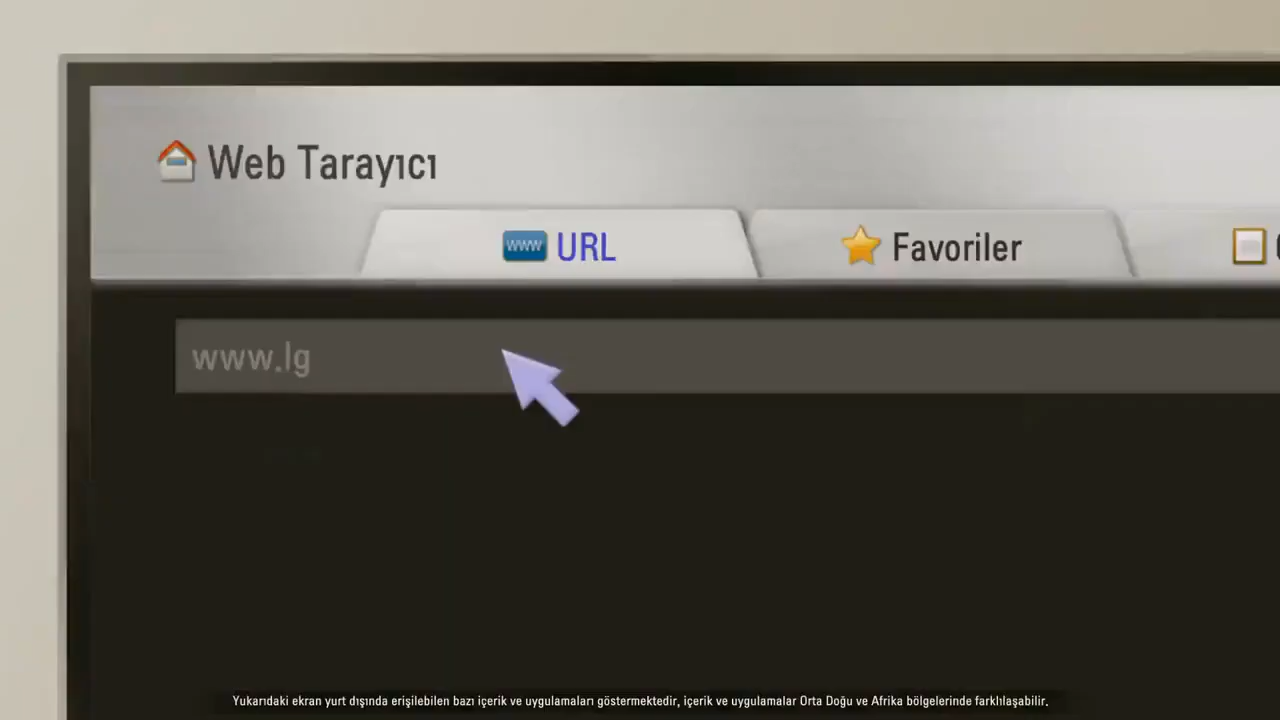 Web Tarayıcı
www URL
Favoriler
www.lg
Yukarıdaki ekran yurt dışında erişilebilen bazı içerik ve uygulamaları göstermektedir, içerik ve uygulamalar Orta Doğu ve Afrika bölgelerinde farklılaşabilir.